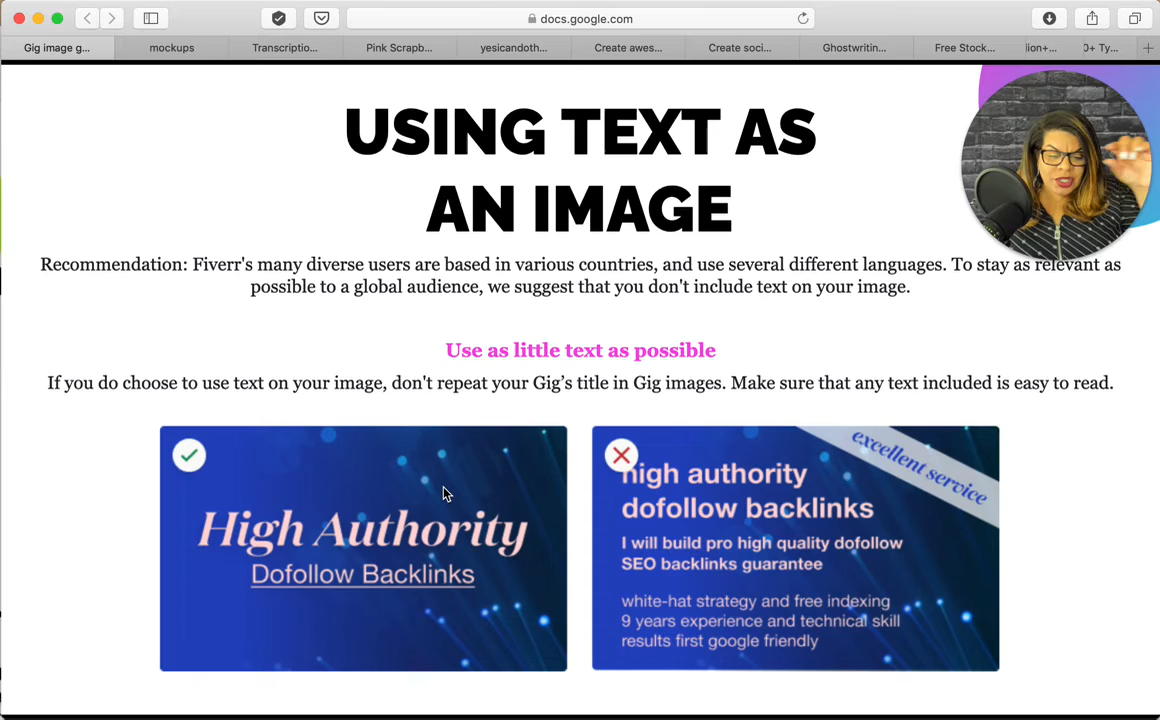 docs.google.com
Gig image g...
mockups
Transcriptio...
Pink Scrapb...
yesicandoth...
Create awes...
Create soci...
Ghostwritin...
Free Stock...
lion+...
0+ Ty...
USING TEXT AS
AN IMAGE
Recommendation: Fiverr's many diverse users are based in various countries, and use several different languages. To stay as relevant as
possible to a global audience, we suggest that you don't include text on your image.
Use as little text as possible
If you do choose to use text on your image, don't repeat your Gig's title in Gig images. Make sure that any text included is easy to read.
High Authority
Dofollow Backlinks
excellent service
high authority
dofollow backlinks
I will build pro high quality dofollow
SEO backlinks guarantee
white-hat strategy and free indexing
9 years experience and technical skill
results first google friendly